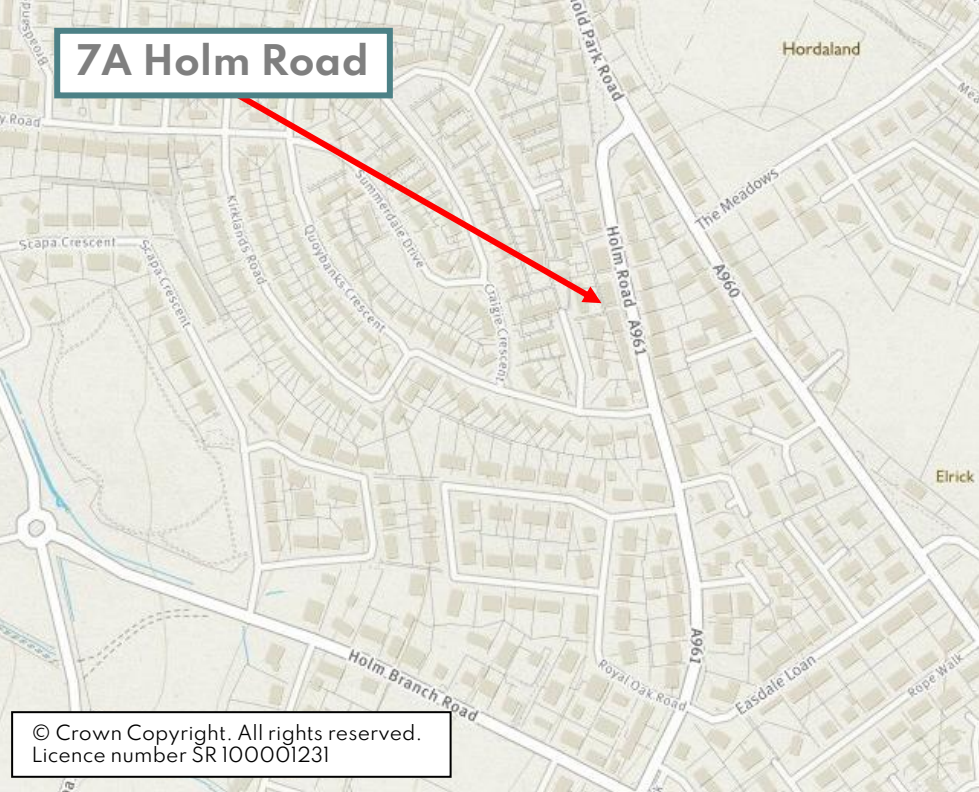 7A Holm Road
Hordaland
The Meadows
Summerdale Drive
Kirklands Road
Quoybanks Crescent
Scapa Crescent
Scapa Crescent
Craigie Crescent
Holm Road A961
A960
Elrick
A961
Holm Branch Road
Royal Oak Road
Easdale Loan
Rope Walk
© Crown Copyright. All rights reserved.
Licence number SR 100001231